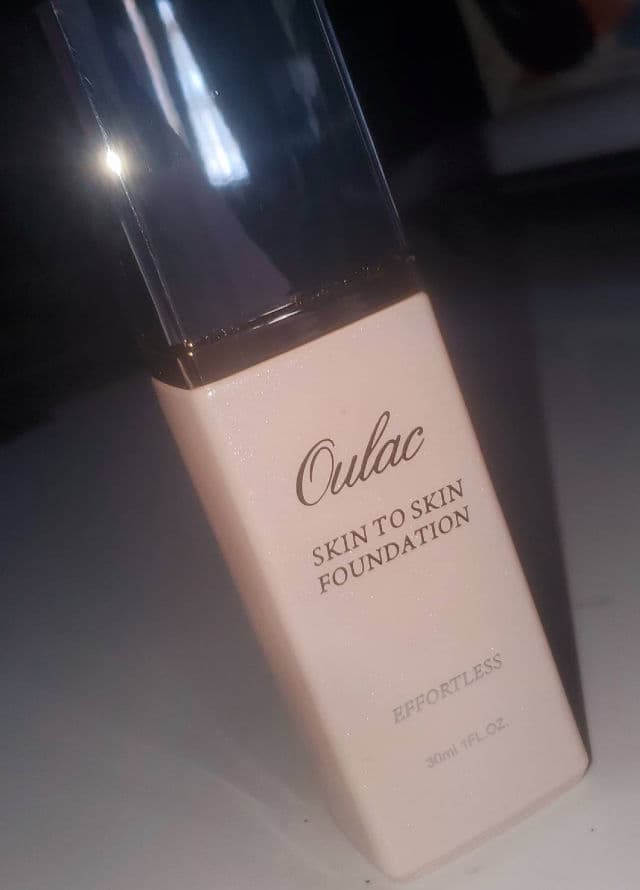 Oulac
SKIN TO SKIN
FOUNDATION
EFFORTLESS
30ml 1FL.OZ.